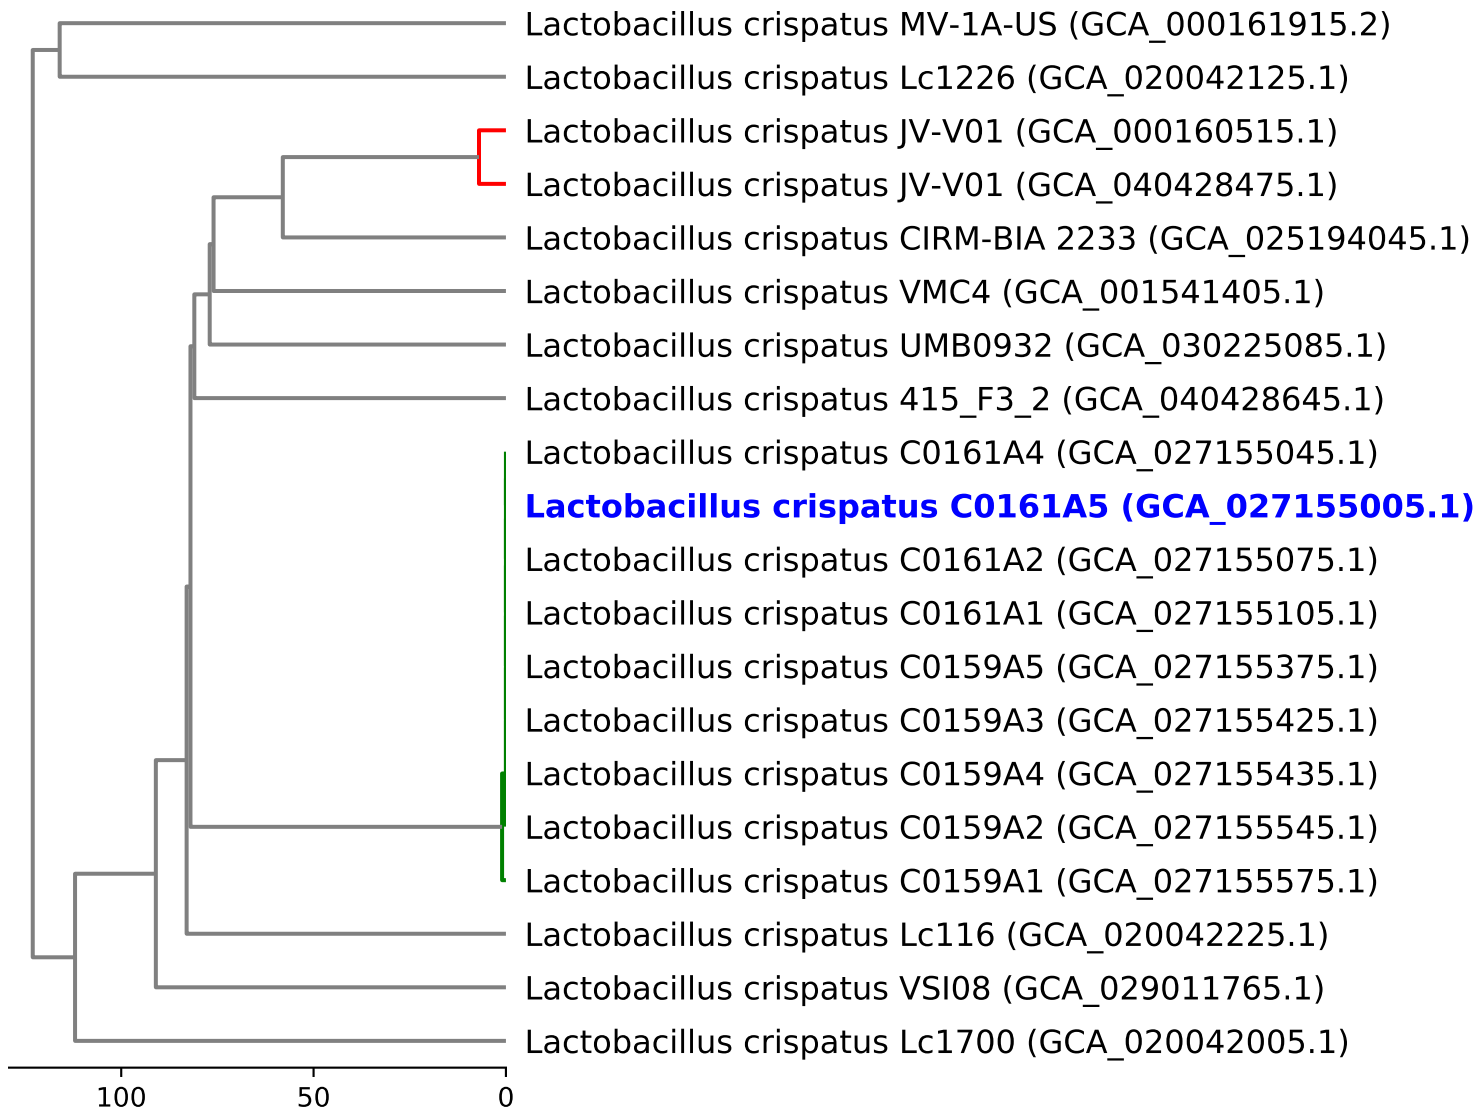 Lactobacillus crispatus MV-1A-US (GCA_000161915.2)
Lactobacillus crispatus Lc1226 (GCA_020042125.1)
Lactobacillus crispatus JV-V01 (GCA_000160515.1)
Lactobacillus crispatus JV-V01 (GCA_040428475.1)
Lactobacillus crispatus CIRM-BIA 2233 (GCA_025194045.1)
Lactobacillus crispatus VMC4 (GCA_001541405.1)
Lactobacillus crispatus UMB0932 (GCA_030225085.1)
Lactobacillus crispatus 415_F3_2 (GCA_040428645.1)
Lactobacillus crispatus C0161A4 (GCA_027155045.1)
Lactobacillus crispatus C0161A5 (GCA_027155005.1)
Lactobacillus crispatus C0161A2 (GCA_027155075.1)
Lactobacillus crispatus C0161A1 (GCA_027155105.1)
Lactobacillus crispatus C0159A5 (GCA_027155375.1)
Lactobacillus crispatus C0159A3 (GCA_027155425.1)
Lactobacillus crispatus C0159A4 (GCA_027155435.1)
Lactobacillus crispatus C0159A2 (GCA_027155545.1)
Lactobacillus crispatus C0159A1 (GCA_027155575.1)
Lactobacillus crispatus Lc116 (GCA_020042225.1)
Lactobacillus crispatus VSI08 (GCA_029011765.1)
Lactobacillus crispatus Lc1700 (GCA_020042005.1)
100 50 0